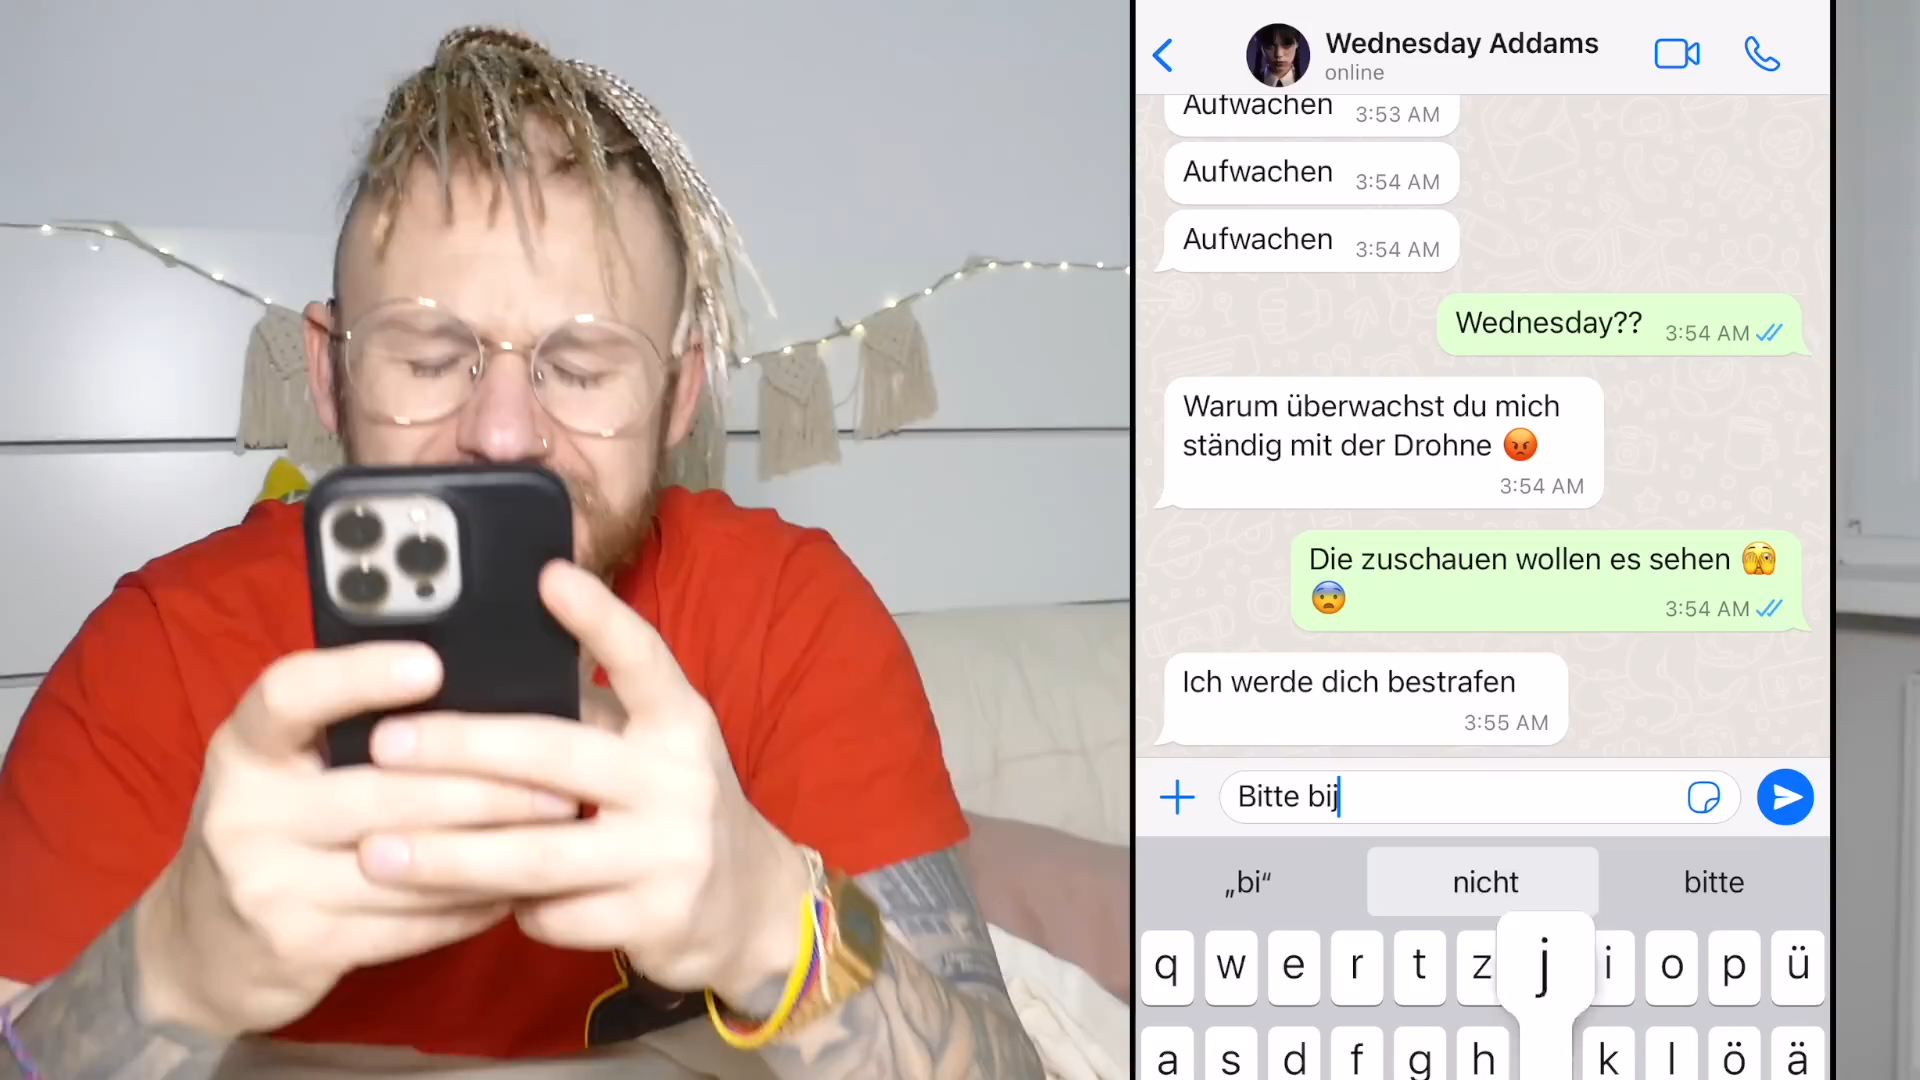 Wednesday Addams
online
Aufwachen 3:53 AM
Aufwachen 3:54 AM
Aufwachen 3:54 AM
Wednesday?? 3:54 AM
Warum überwachst du mich
ständig mit der Drohne 😡
3:54 AM
Die zuschauen wollen es sehen 🫣
😨
3:54 AM
Ich werde dich bestrafen
3:55 AM
Bitte bij
„bi“ nicht bitte
q w e r t z j i o p ü
a s d f g h k l ö ä